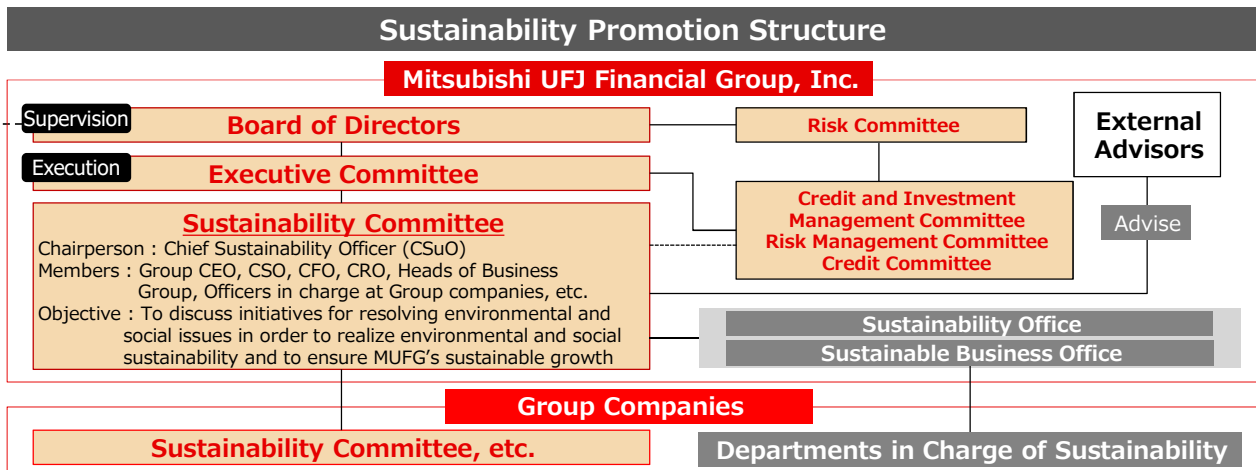 Sustainability Promotion Structure
Mitsubishi UFJ Financial Group, Inc.
Supervision
Board of Directors
Risk Committee
External
Advisors
Execution
Executive Committee
Credit and Investment
Management Committee
Risk Management Committee
Credit Committee
Advise
Sustainability Committee
Chairperson : Chief Sustainability Officer (CSuO)
Members : Group CEO, CSO, CFO, CRO, Heads of Business
Group, Officers in charge at Group companies, etc.
Objective : To discuss initiatives for resolving environmental and
social issues in order to realize environmental and social
sustainability and to ensure MUFG’s sustainable growth
Sustainability Office
Sustainable Business Office
Group Companies
Sustainability Committee, etc.
Departments in Charge of Sustainability